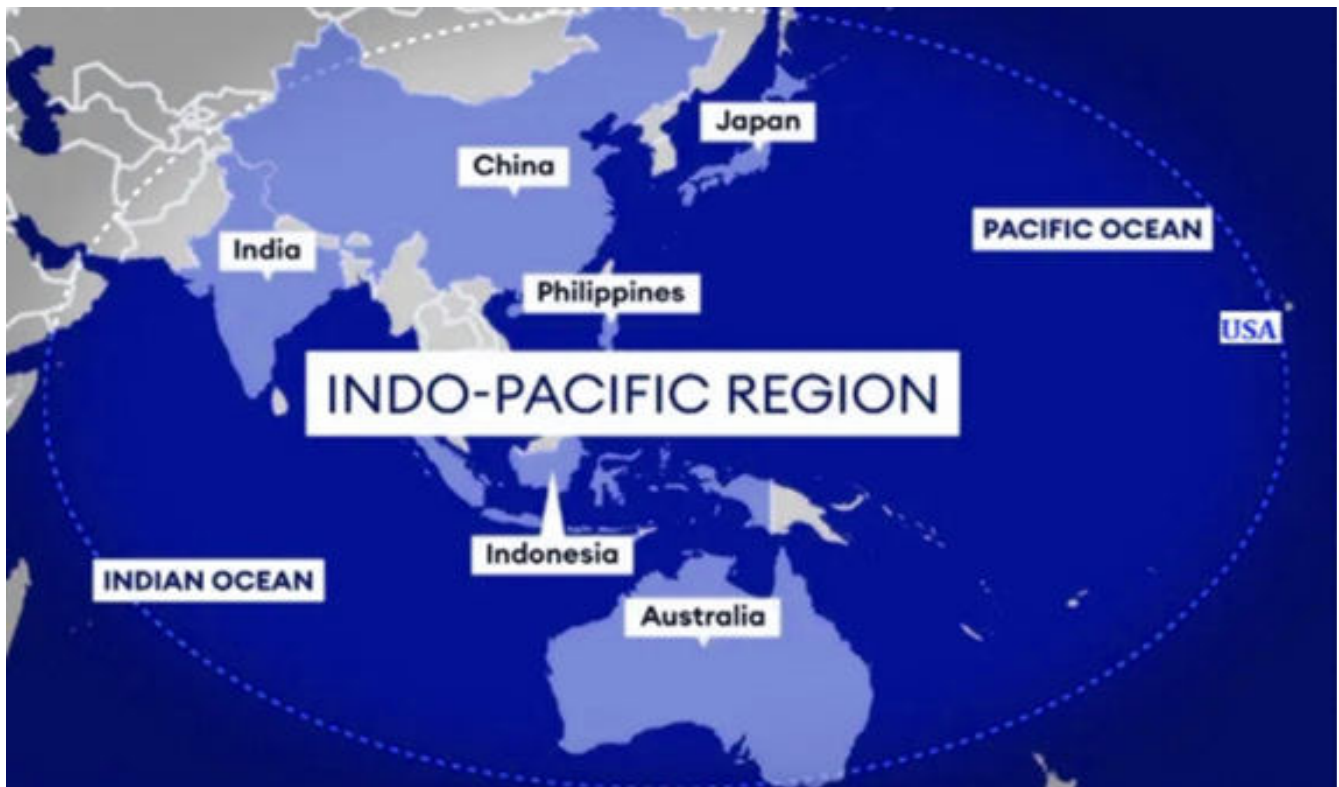 Japan
China
PACIFIC OCEAN
India
Philippines
USA
INDO-PACIFIC REGION
Indonesia
INDIAN OCEAN
Australia